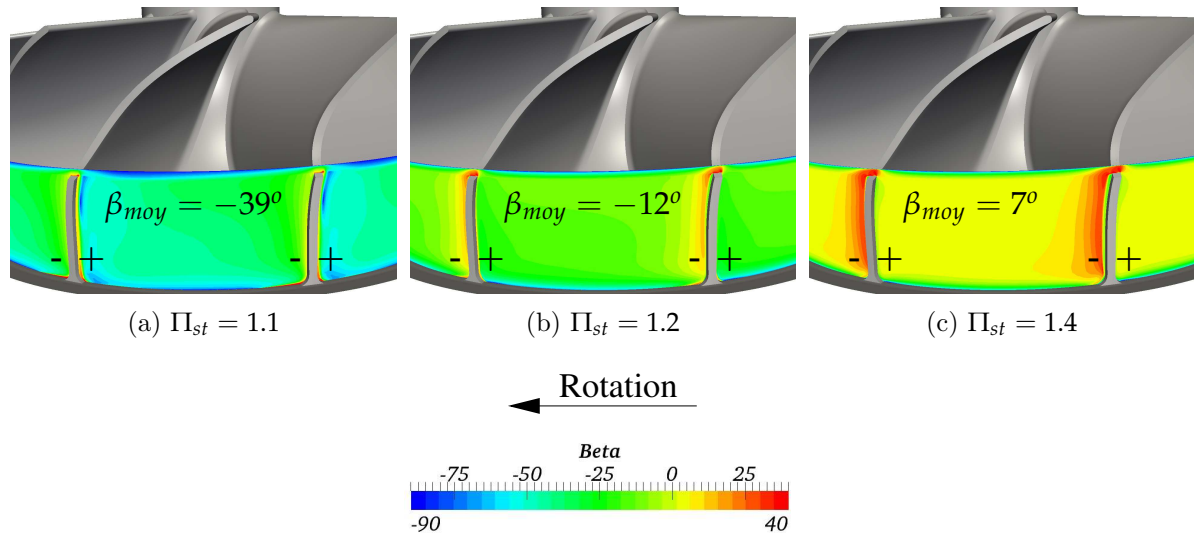 β_moy = −39° β_moy = −12° β_moy = 7°
- + - + - + - + - + - +
(a) Π_st = 1.1 (b) Π_st = 1.2 (c) Π_st = 1.4
Rotation
Beta
-75 -50 -25 0 25
-90 40